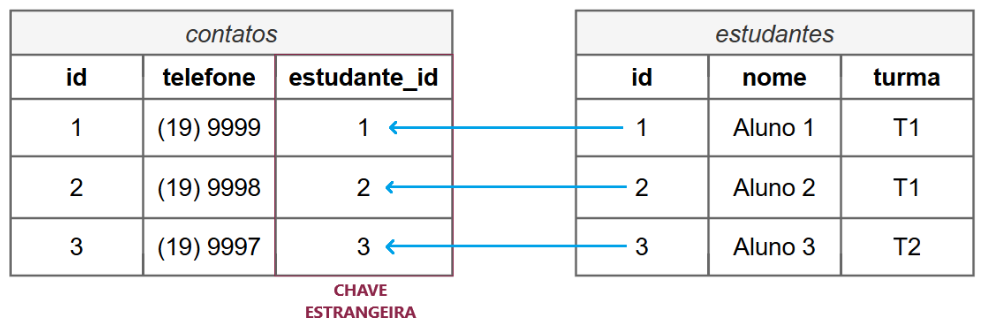 contatos
id telefone estudante_id
1 (19) 9999 1
2 (19) 9998 2
3 (19) 9997 3
CHAVE
ESTRANGEIRA
estudantes
id nome turma
1 Aluno 1 T1
2 Aluno 2 T1
3 Aluno 3 T2